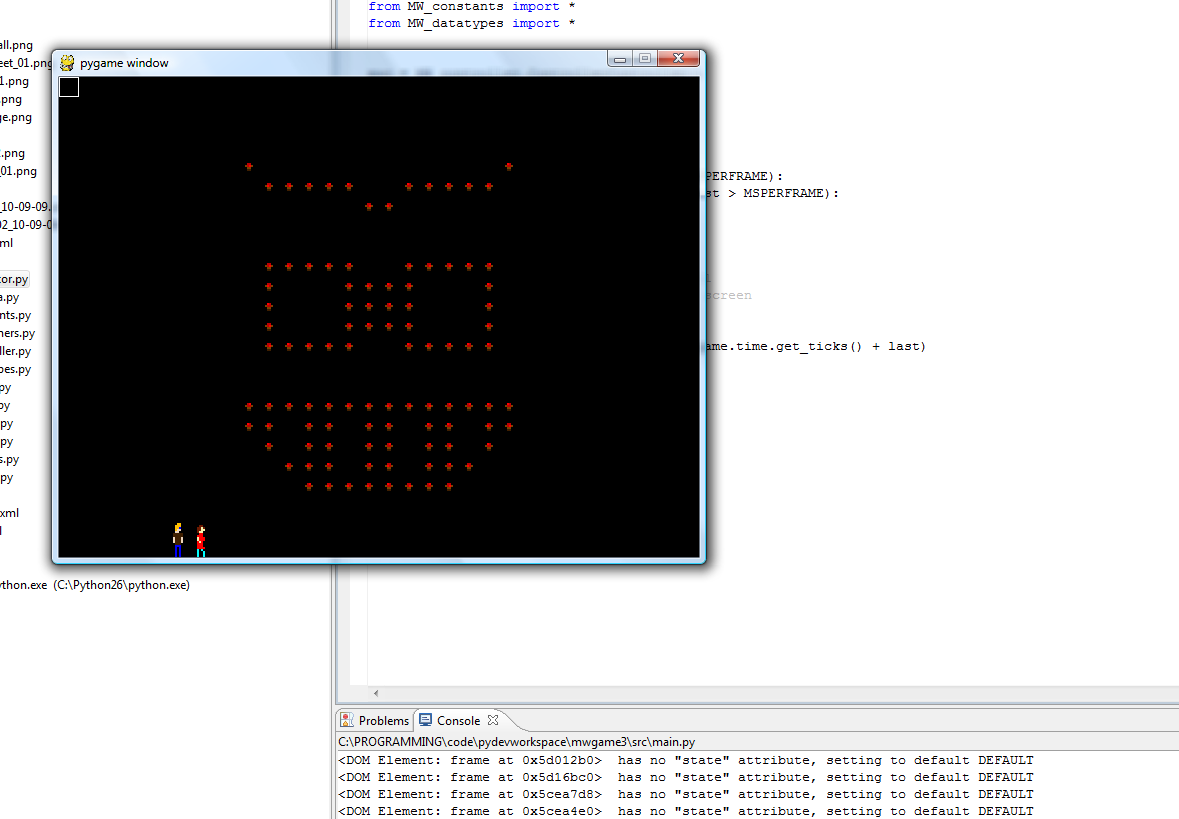 from MW_constants import *
from MW_datatypes import *
all.png
eet_01.png
1.png
.png
ge.png
.png
_01.png
_10-09-09.
02_10-09-0
ml
tor.py
a.py
nts.py
ners.py
ller.py
pes.py
py
py
py
py
s.py
py
xml
pygame window
PERFRAME):
st > MSPERFRAME):
screen
ame.time.get_ticks() + last)
ython.exe (C:\Python26\python.exe)
Problems
Console
C:\PROGRAMMING\code\pydevworkspace\mwgame3\src\main.py
<DOM Element: frame at 0x5d012b0>  has no "state" attribute, setting to default DEFAULT
<DOM Element: frame at 0x5d16bc0>  has no "state" attribute, setting to default DEFAULT
<DOM Element: frame at 0x5cea7d8>  has no "state" attribute, setting to default DEFAULT
<DOM Element: frame at 0x5cea4e0>  has no "state" attribute, setting to default DEFAULT